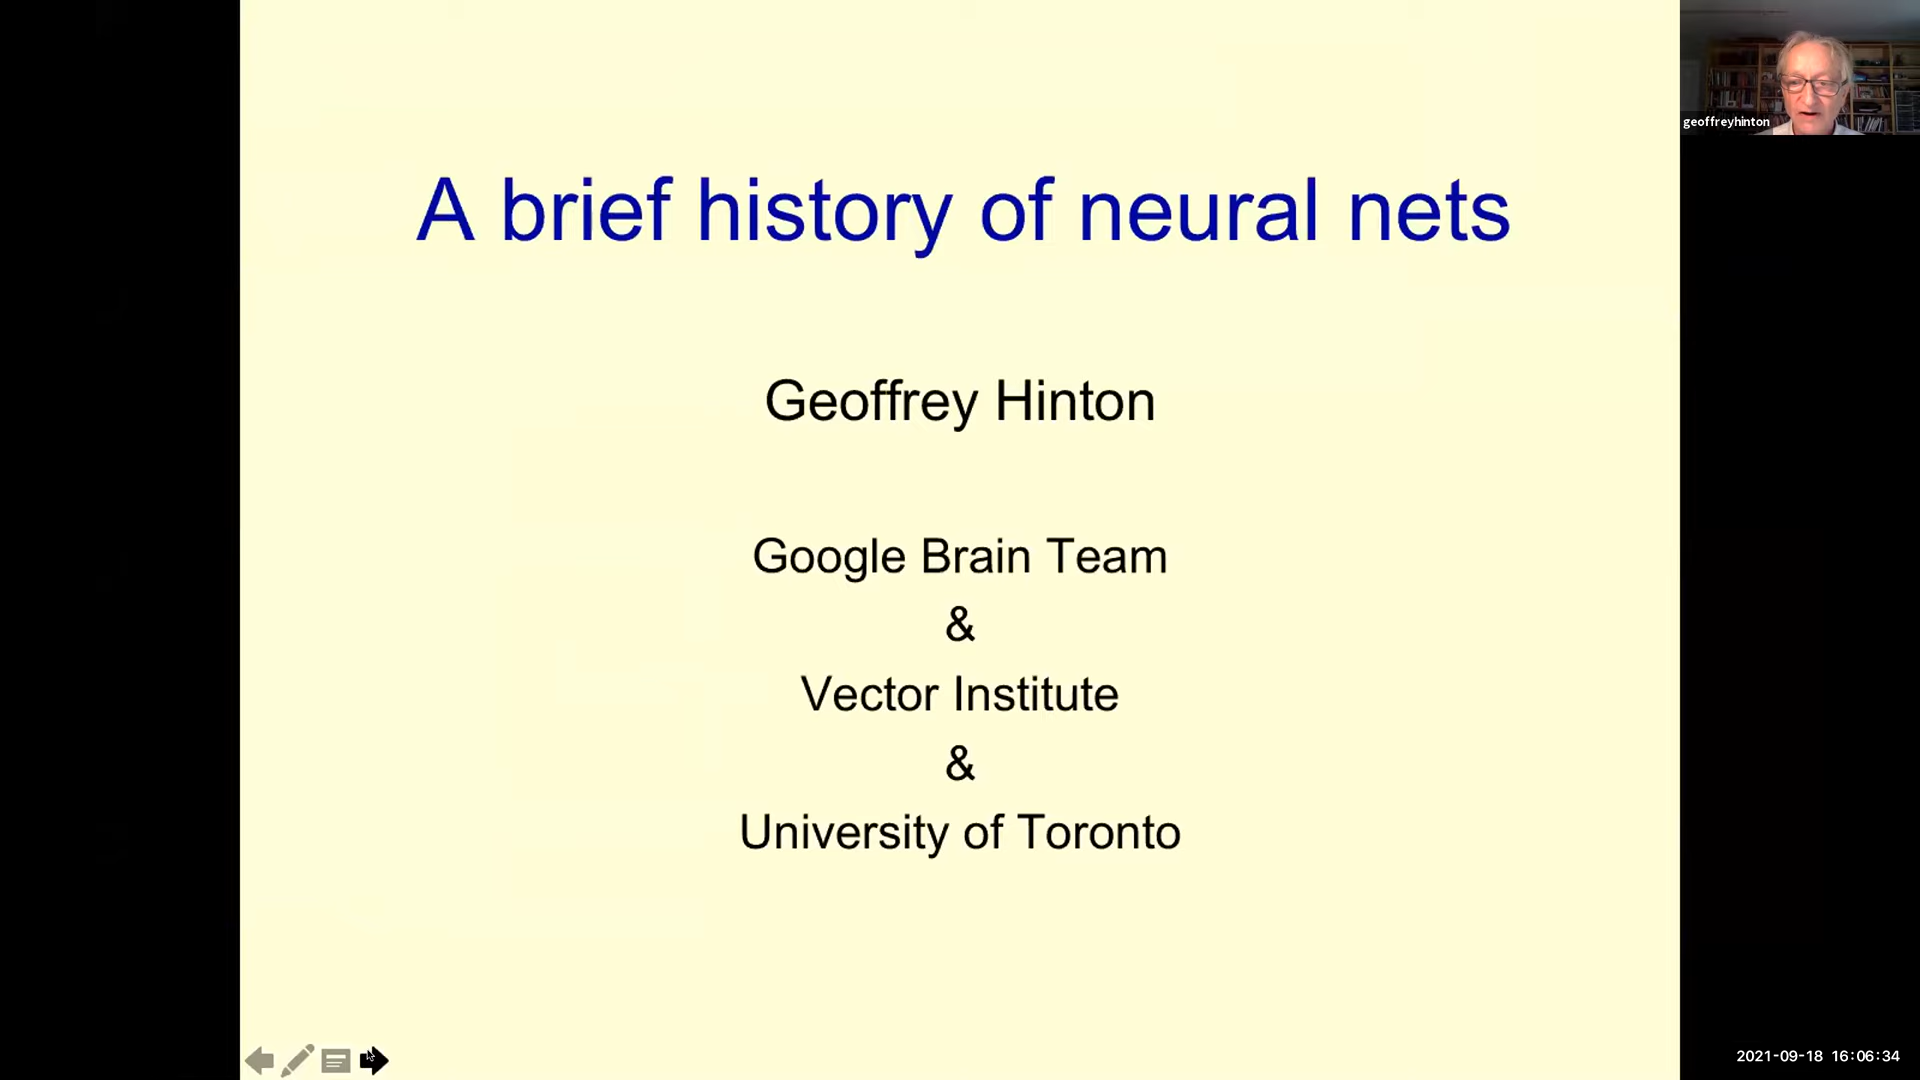 A brief history of neural nets
geoffreyhinton
Geoffrey Hinton
Google Brain Team
&
Vector Institute
&
University of Toronto
2021-09-18 16:06:34